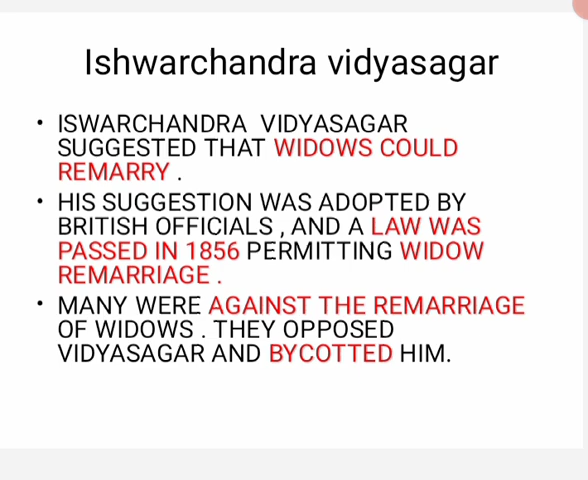 Ishwarchandra vidyasagar
• ISWARCHANDRA VIDYASAGAR
SUGGESTED THAT WIDOWS COULD
REMARRY .
• HIS SUGGESTION WAS ADOPTED BY
BRITISH OFFICIALS , AND A LAW WAS
PASSED IN 1856 PERMITTING WIDOW
REMARRIAGE .
• MANY WERE AGAINST THE REMARRIAGE
OF WIDOWS . THEY OPPOSED
VIDYASAGAR AND BYCOTTED HIM.